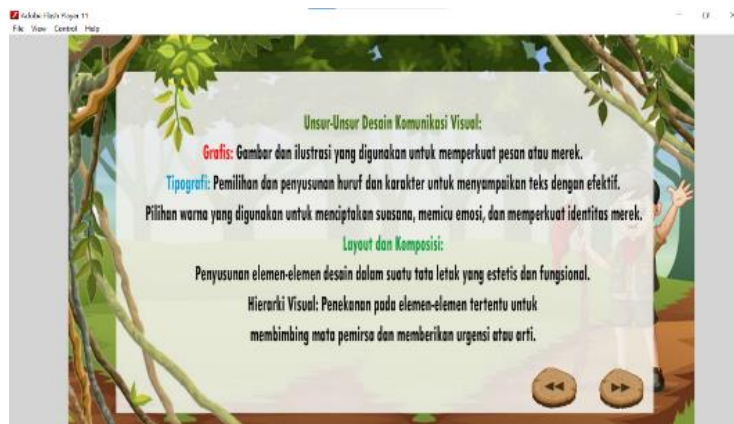 Adobe Flash Player 11
File View Control Help
Unsur-Unsur Desain Komunikasi Visual:
Grafis: Gambar dan ilustrasi yang digunakan untuk memperkuat pesan atau merek.
Tipografi: Pemilihan dan penyusunan huruf dan karakter untuk menyampaikan teks dengan efektif.
Pilihan warna yang digunakan untuk menciptakan suasana, memicu emosi, dan memperkuat identitas merek.
Layout dan Komposisi:
Penyusunan elemen-elemen desain dalam suatu tata letak yang estetis dan fungsional.
Hierarki Visual: Penekanan pada elemen-elemen tertentu untuk
membimbing mata pemirsa dan memberikan urgensi atau arti.